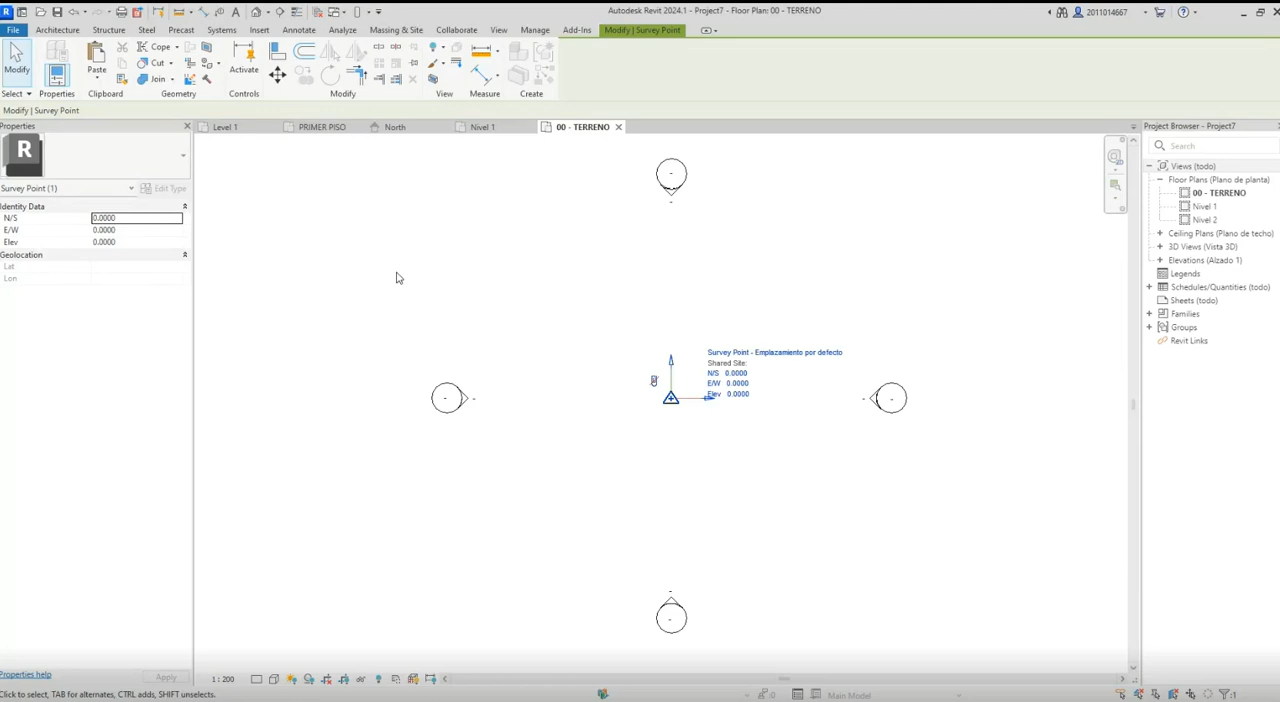 Autodesk Revit 2024.1 - Project7 - Floor Plan: 00 - TERRENO
2011014667
File Architecture Structure Steel Precast Systems Insert Annotate Analyze Massing & Site Collaborate View Manage Add-Ins Modify | Survey Point
Modify Paste Cope Cut Join Activate
Select Properties Clipboard Geometry Controls Modify View Measure Create
Modify | Survey Point
Properties
R
Survey Point (1) Edit Type
Identity Data
N/S 0.0000
E/W 0.0000
Elev 0.0000
Geolocation
Lat
Lon
Properties help Apply
Level 1 PRIMER PISO North Nivel 1 00 - TERRENO
Survey Point - Emplazamiento por defecto
Shared Site:
N/S 0.0000
E/W 0.0000
Elev 0.0000
Project Browser - Project7
Search
Views (todo)
Floor Plans (Plano de planta)
00 - TERRENO
Nivel 1
Nivel 2
Ceiling Plans (Plano de techo)
3D Views (Vista 3D)
Elevations (Alzado 1)
Legends
Schedules/Quantities (todo)
Sheets (todo)
Families
Groups
Revit Links
1 : 200
Click to select, TAB for alternates, CTRL adds, SHIFT unselects.
:0 Main Model :1